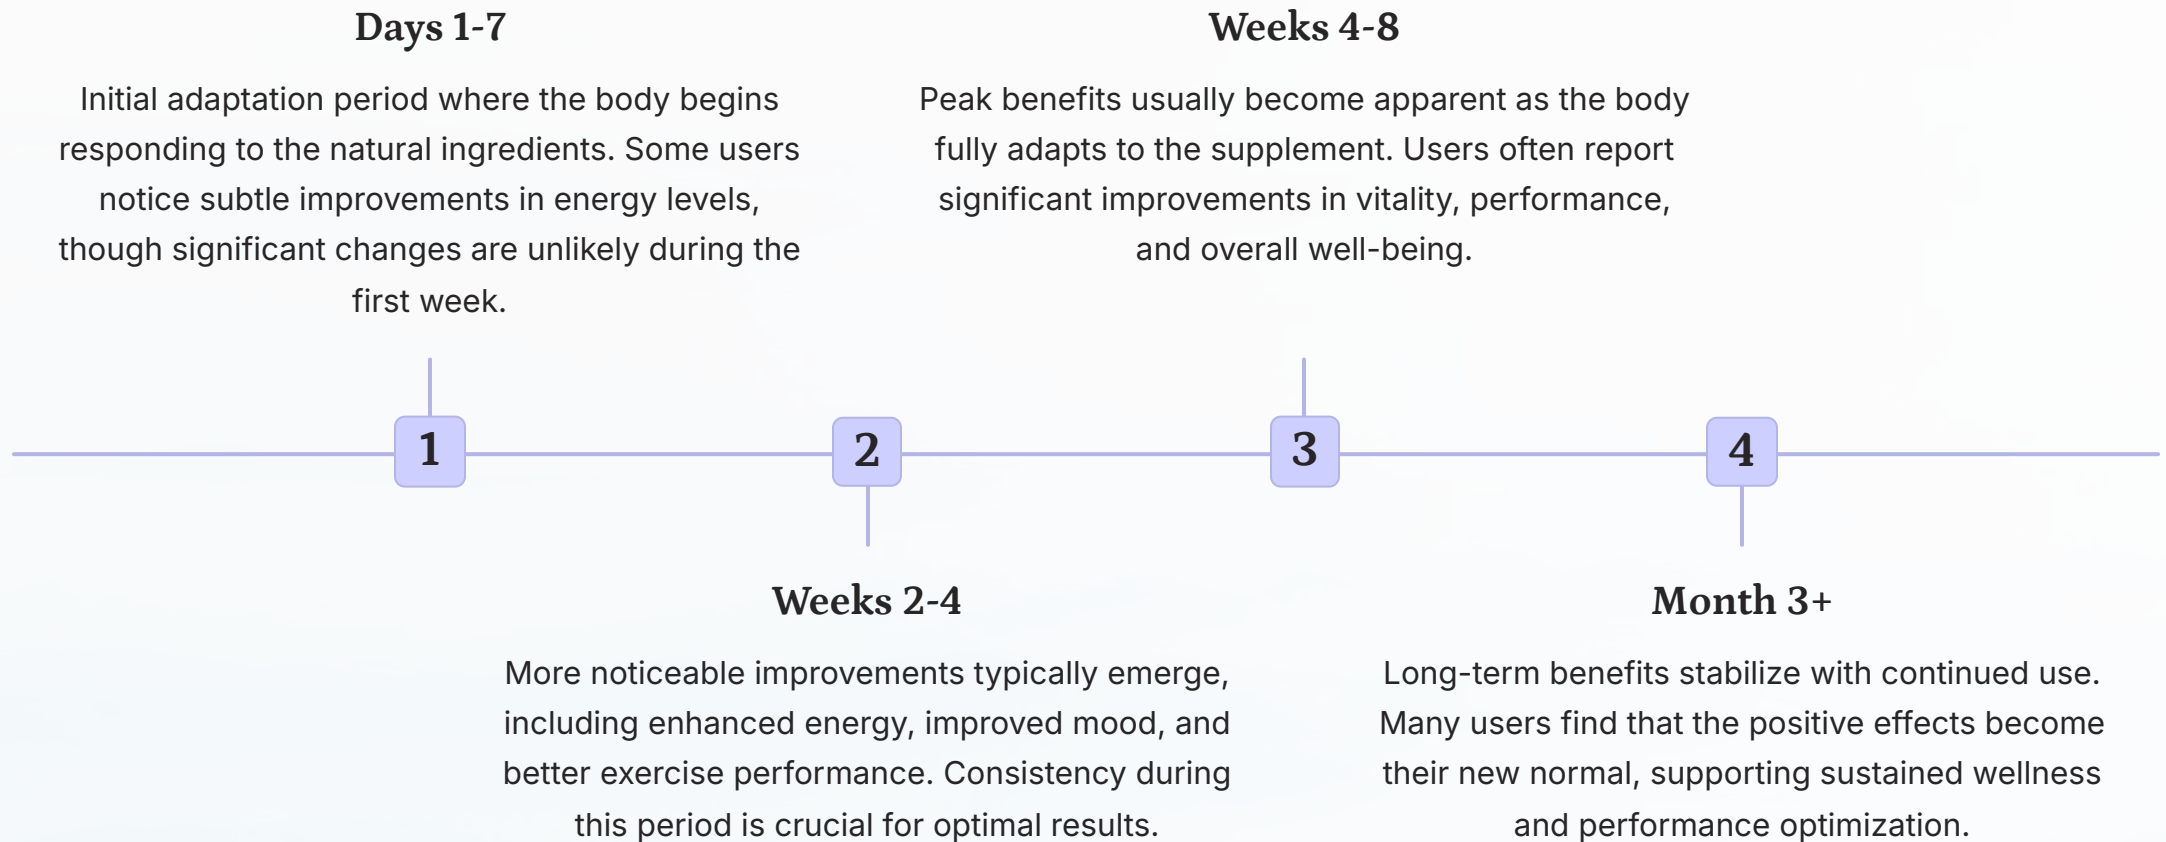 Days 1-7
Initial adaptation period where the body begins
responding to the natural ingredients. Some users
notice subtle improvements in energy levels,
though significant changes are unlikely during the
first week.
Weeks 4-8
Peak benefits usually become apparent as the body
fully adapts to the supplement. Users often report
significant improvements in vitality, performance,
and overall well-being.
1
2
3
4
Weeks 2-4
More noticeable improvements typically emerge,
including enhanced energy, improved mood, and
better exercise performance. Consistency during
this period is crucial for optimal results.
Month 3+
Long-term benefits stabilize with continued use.
Many users find that the positive effects become
their new normal, supporting sustained wellness
and performance optimization.